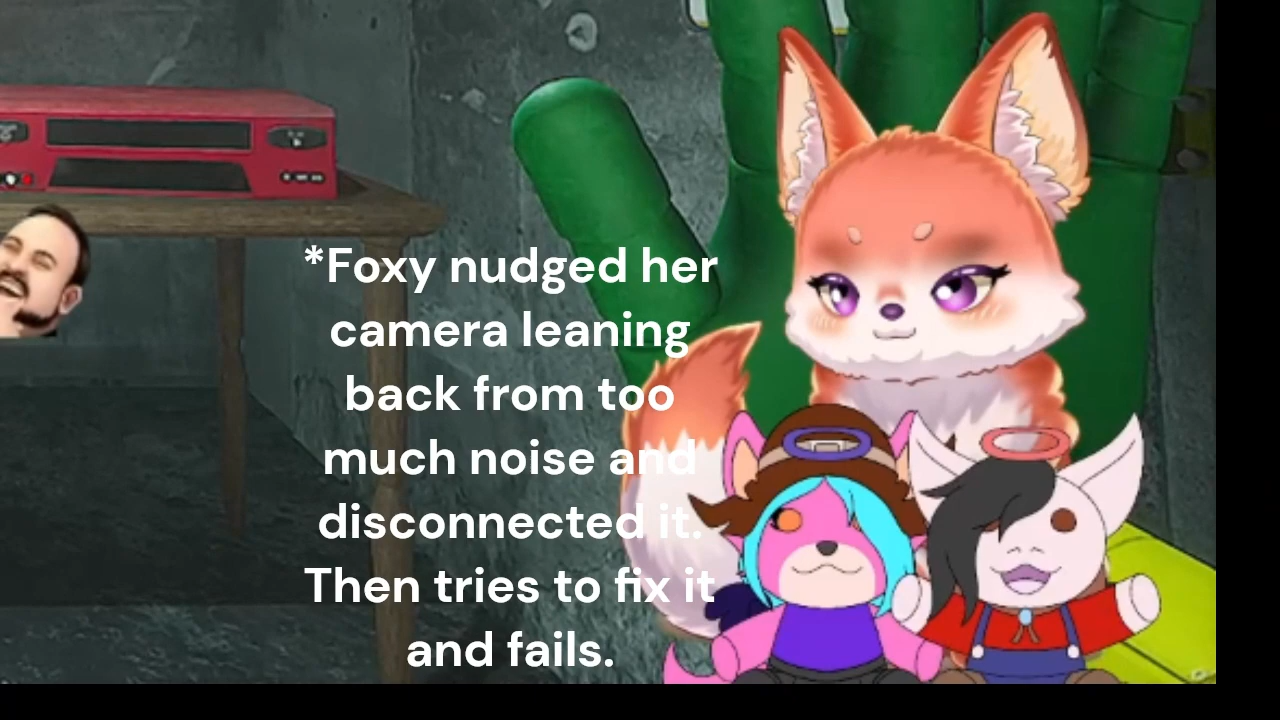 *Foxy nudged her
camera leaning
back from too
much noise and
disconnected it.
Then tries to fix it
and fails.